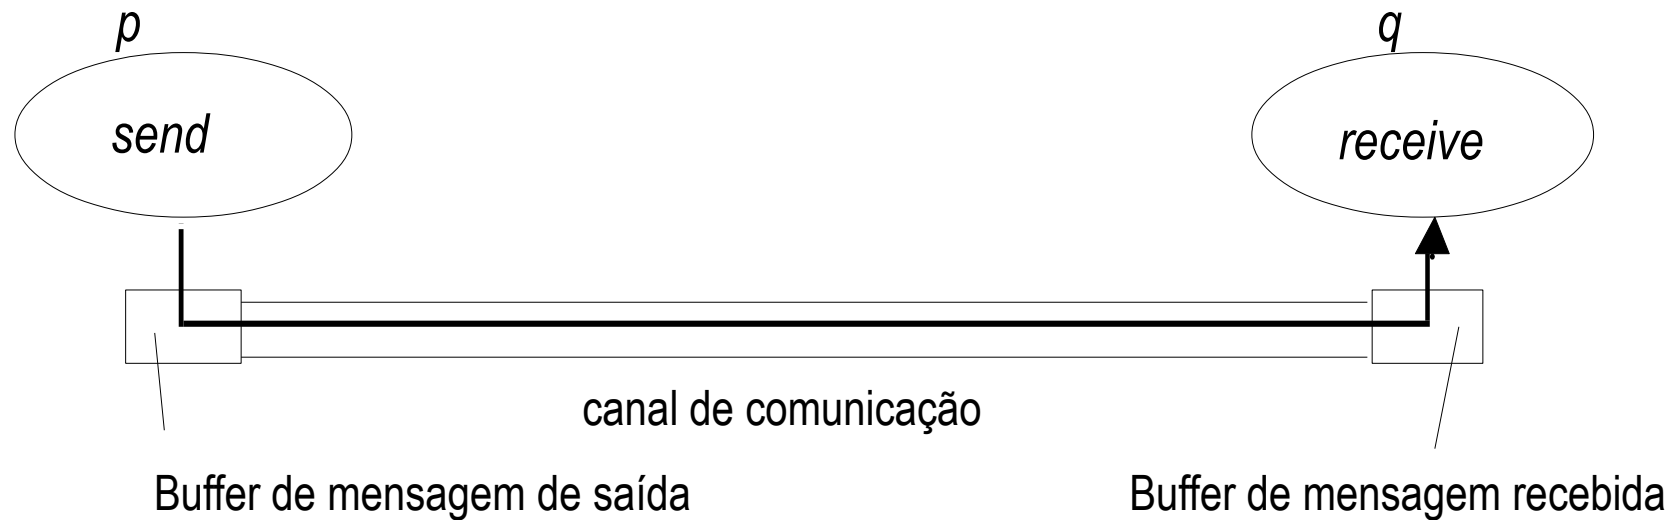 p
q
send
receive
canal de comunicação
Buffer de mensagem de saída
Buffer de mensagem recebida